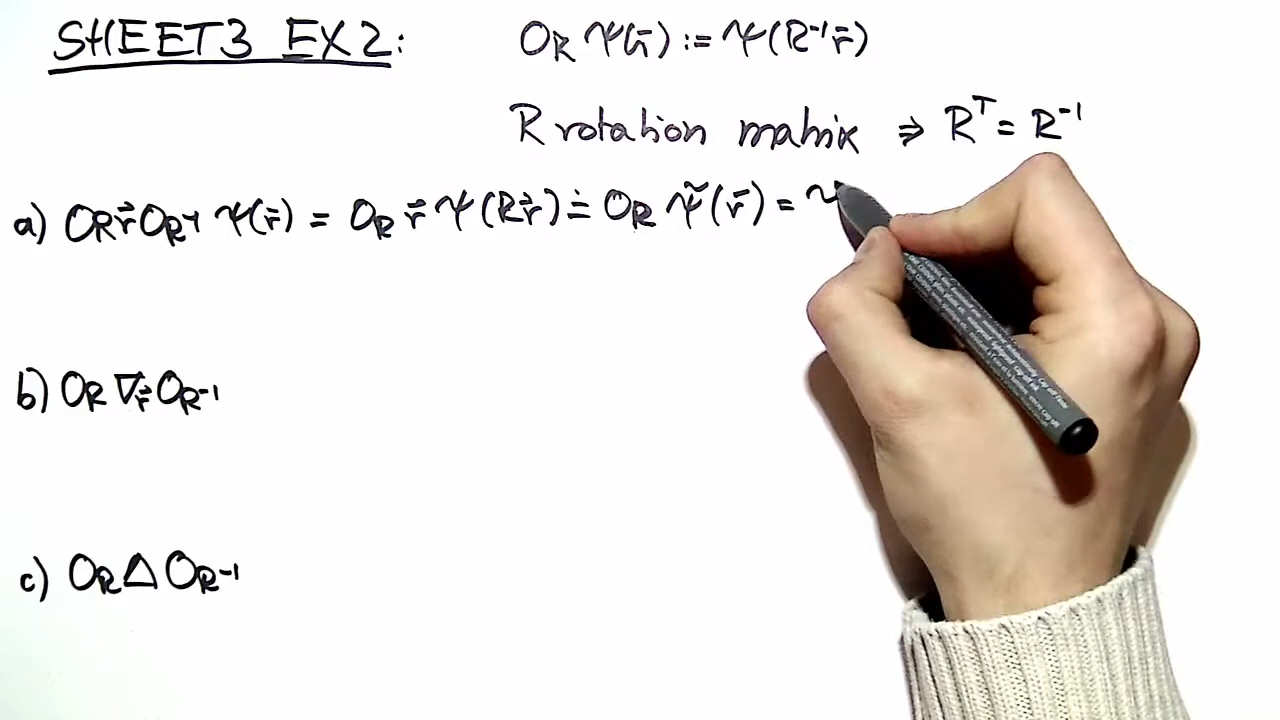 SHEET3 EX2:
O_R Ψ(r̄) := Ψ(R⁻¹r̄)
R rotation matrix ⇒ Rᵀ = R⁻¹
a) O_R r⃗ O_R⁻¹ Ψ(r̄) = O_R r⃗ Ψ(Rr⃗) ≐ O_R Ψ̃(r̄) = ~
b) O_R ∇_r⃗ O_R⁻¹
c) O_R Δ O_R⁻¹